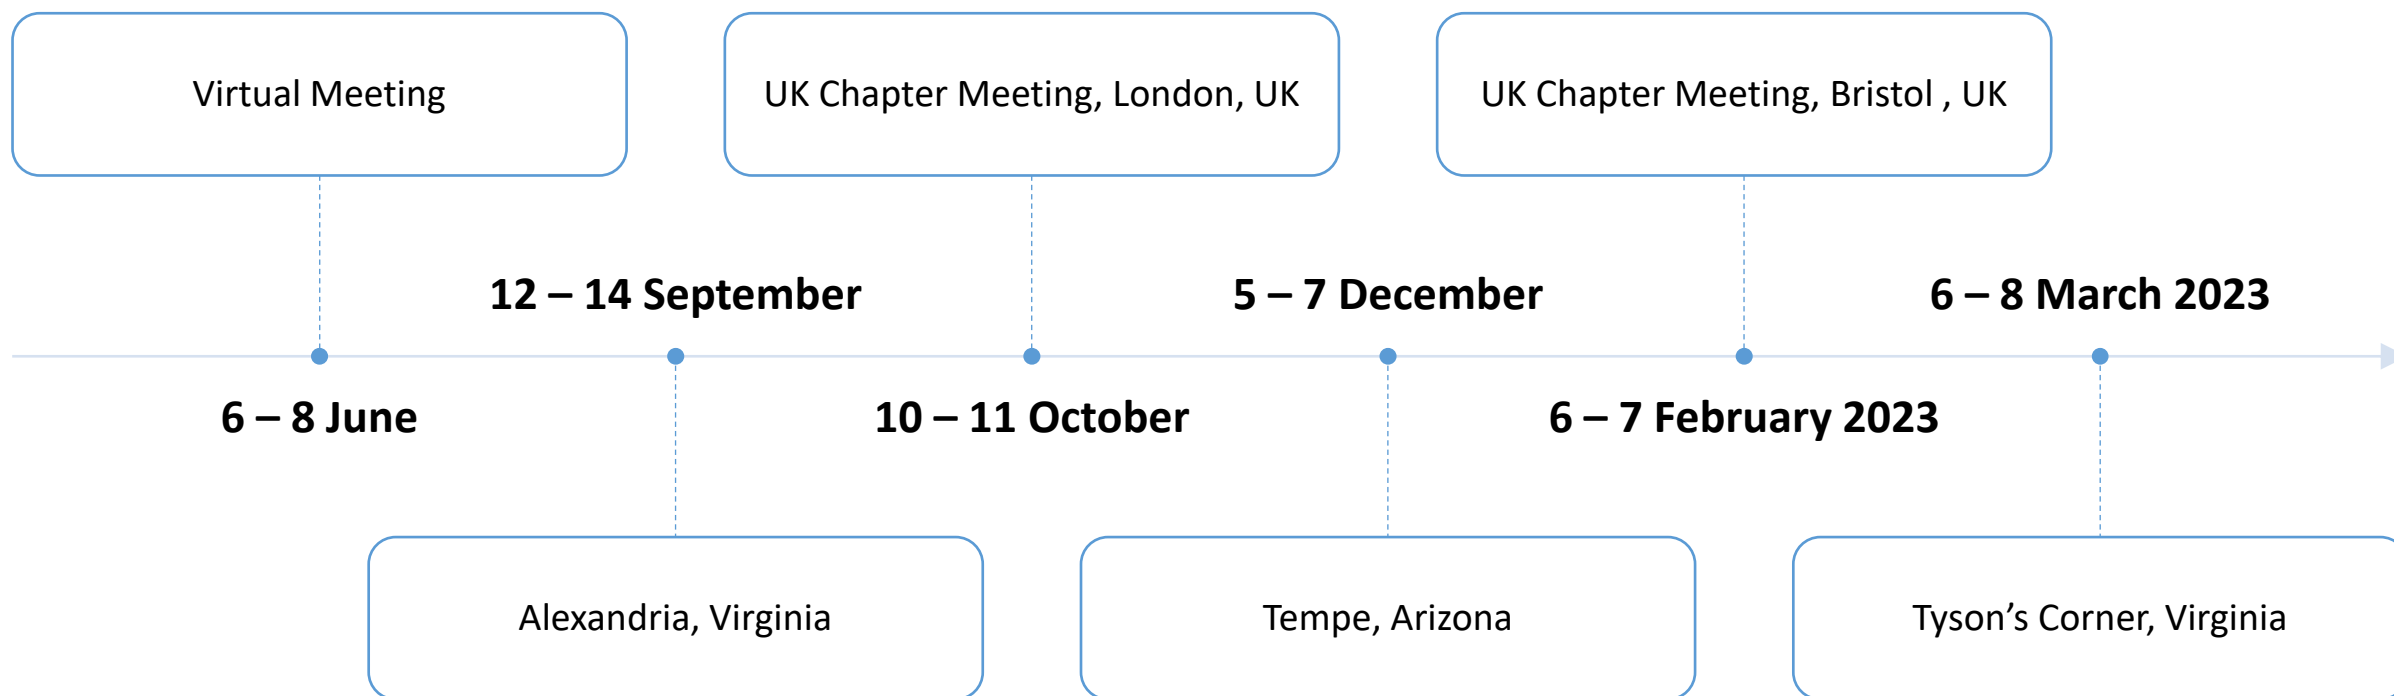 Virtual Meeting
UK Chapter Meeting, London, UK
UK Chapter Meeting, Bristol , UK
12 – 14 September
5 – 7 December
6 – 8 March 2023
6 – 8 June
10 – 11 October
6 – 7 February 2023
Alexandria, Virginia
Tempe, Arizona
Tyson’s Corner, Virginia